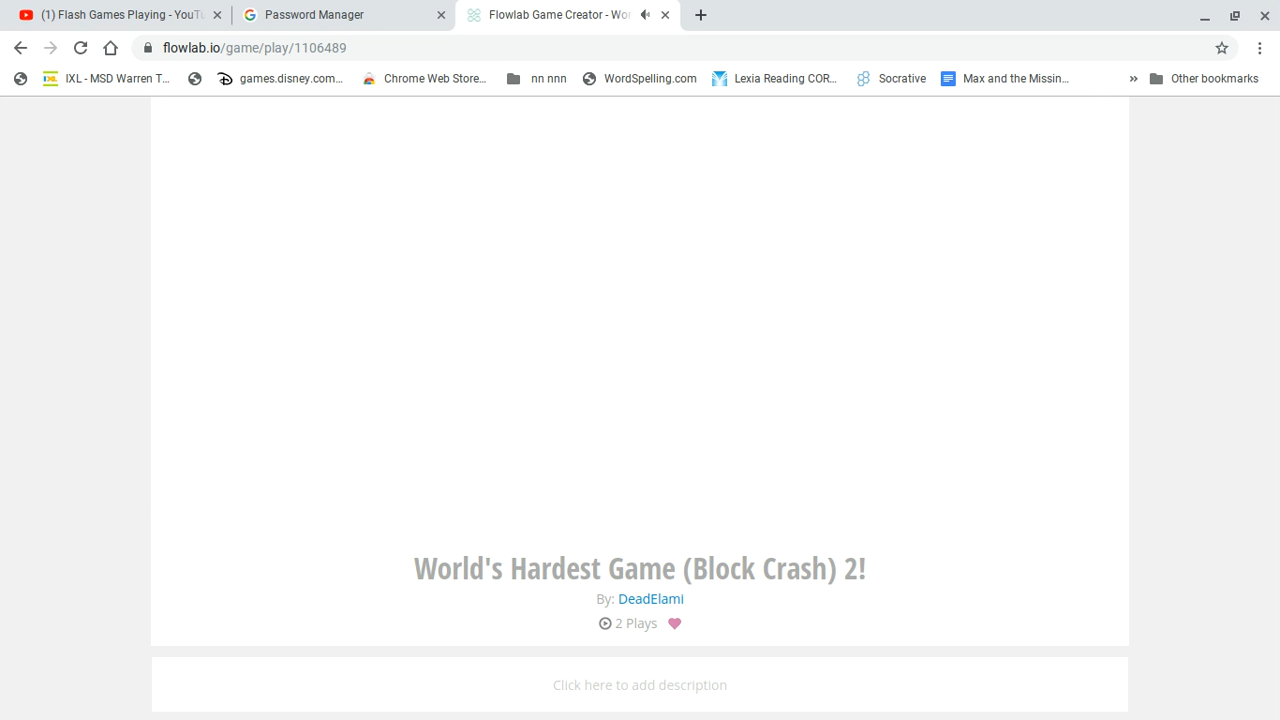 (1) Flash Games Playing - YouTu
Password Manager
Flowlab Game Creator - Wor
flowlab.io/game/play/1106489
IXL - MSD Warren T...
games.disney.com...
Chrome Web Store...
nn nnn
WordSpelling.com
Lexia Reading COR...
Socrative
Max and the Missin...
Other bookmarks
World's Hardest Game (Block Crash) 2!
By: DeadElami
2 Plays
Click here to add description